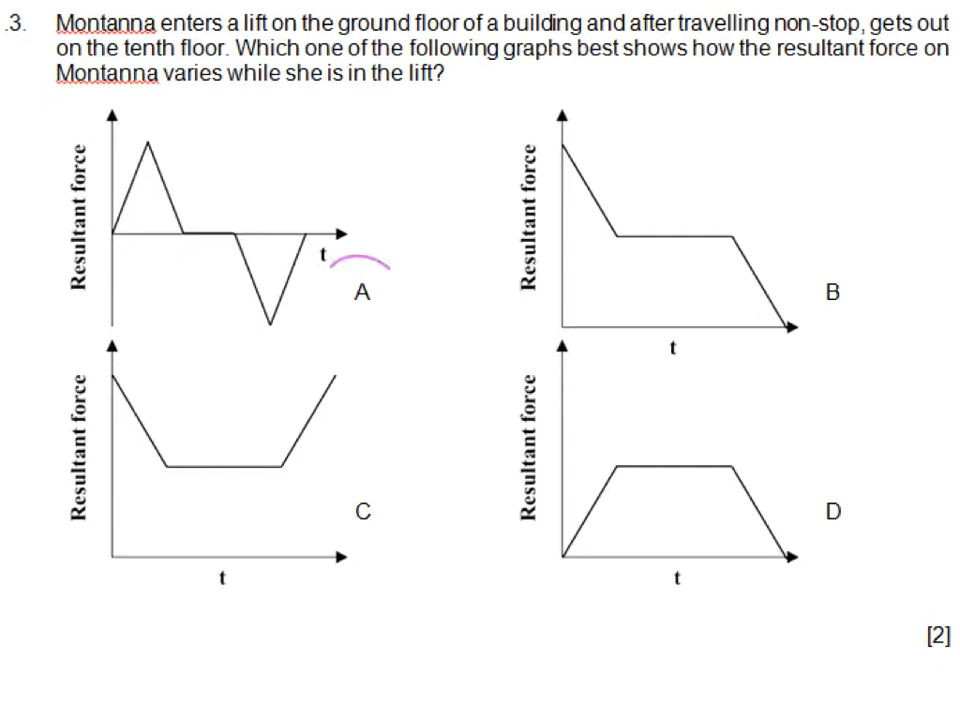 .3. Montanna enters a lift on the ground floor of a building and after travelling non-stop, gets out
on the tenth floor. Which one of the following graphs best shows how the resultant force on
Montanna varies while she is in the lift?
Resultant force
t
A
Resultant force
t
B
Resultant force
t
C
Resultant force
t
D
[2]